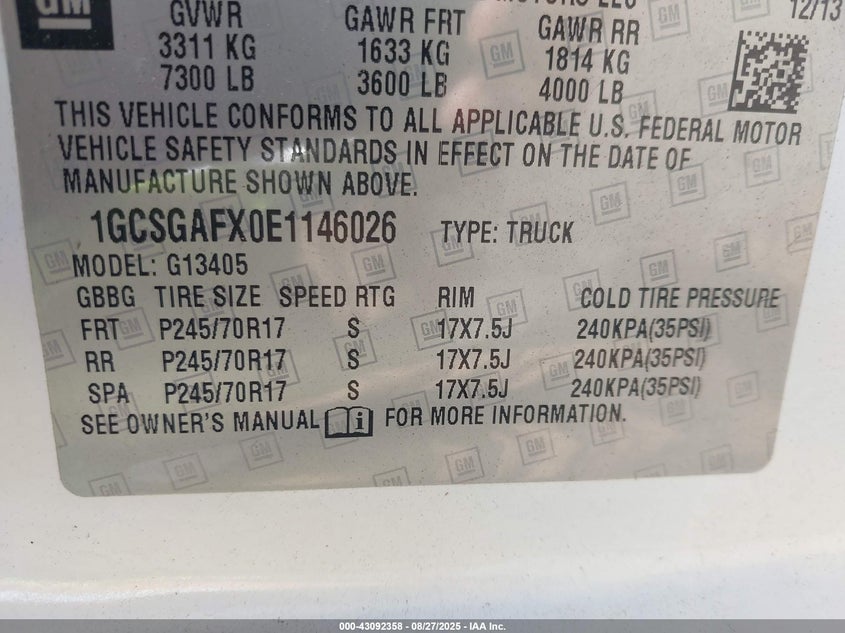 GM
12/13
GVWR GAWR FRT GAWR RR
3311 KG 1633 KG 1814 KG
7300 LB 3600 LB 4000 LB
THIS VEHICLE CONFORMS TO ALL APPLICABLE U.S. FEDERAL MOTOR
VEHICLE SAFETY STANDARDS IN EFFECT ON THE DATE OF
MANUFACTURE SHOWN ABOVE.
1GCSGAFX0E1146026 TYPE: TRUCK
MODEL: G13405
GBBG TIRE SIZE SPEED RTG RIM COLD TIRE PRESSURE
FRT P245/70R17 S 17X7.5J 240KPA(35PSI)
RR P245/70R17 S 17X7.5J 240KPA(35PSI)
SPA P245/70R17 S 17X7.5J 240KPA(35PSI)
SEE OWNER'S MANUAL i FOR MORE INFORMATION.
000-43092358 - 08/27/2025 - IAA Inc.